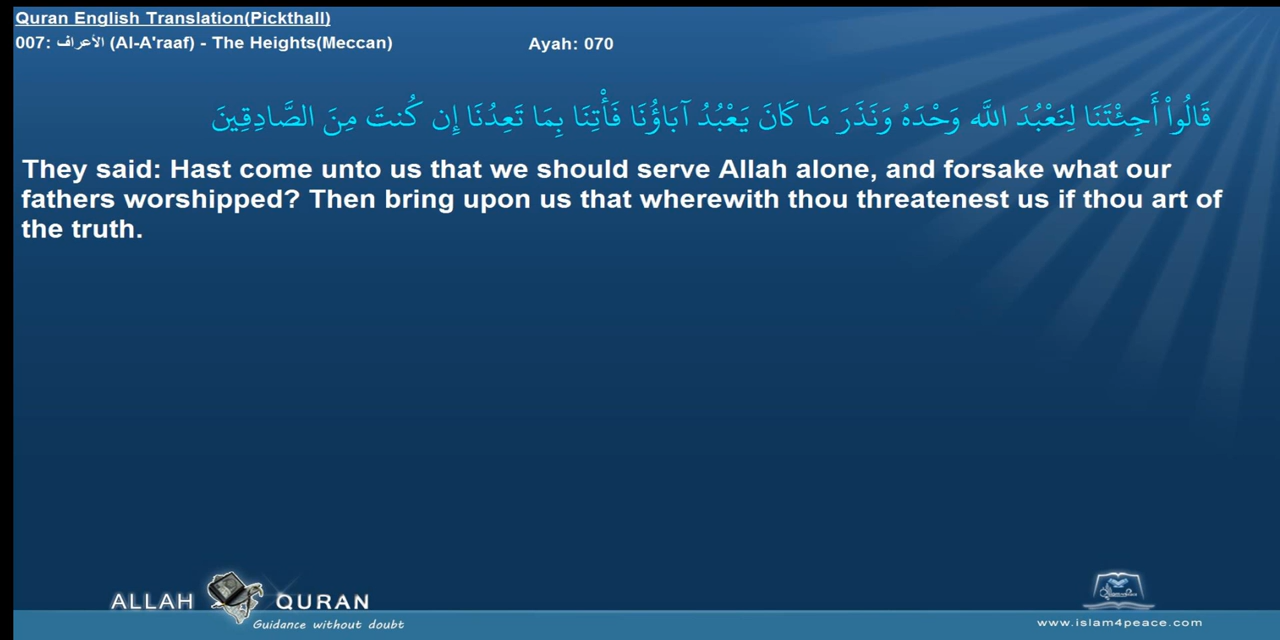 Quran English Translation(Pickthall)
007: الأعراف (Al-A'raaf) - The Heights(Meccan) Ayah: 070
قَالُواْ أَجِئْتَنَا لِنَعْبُدَ اللَّهَ وَحْدَهُ وَنَذَرَ مَا كَانَ يَعْبُدُ آبَاؤُنَا فَأْتِنَا بِمَا تَعِدُنَا إِن كُنتَ مِنَ الصَّادِقِينَ
They said: Hast come unto us that we should serve Allah alone, and forsake what our
fathers worshipped? Then bring upon us that wherewith thou threatenest us if thou art of
the truth.
ALLAH QURAN
Guidance without doubt
www.islam4peace.com